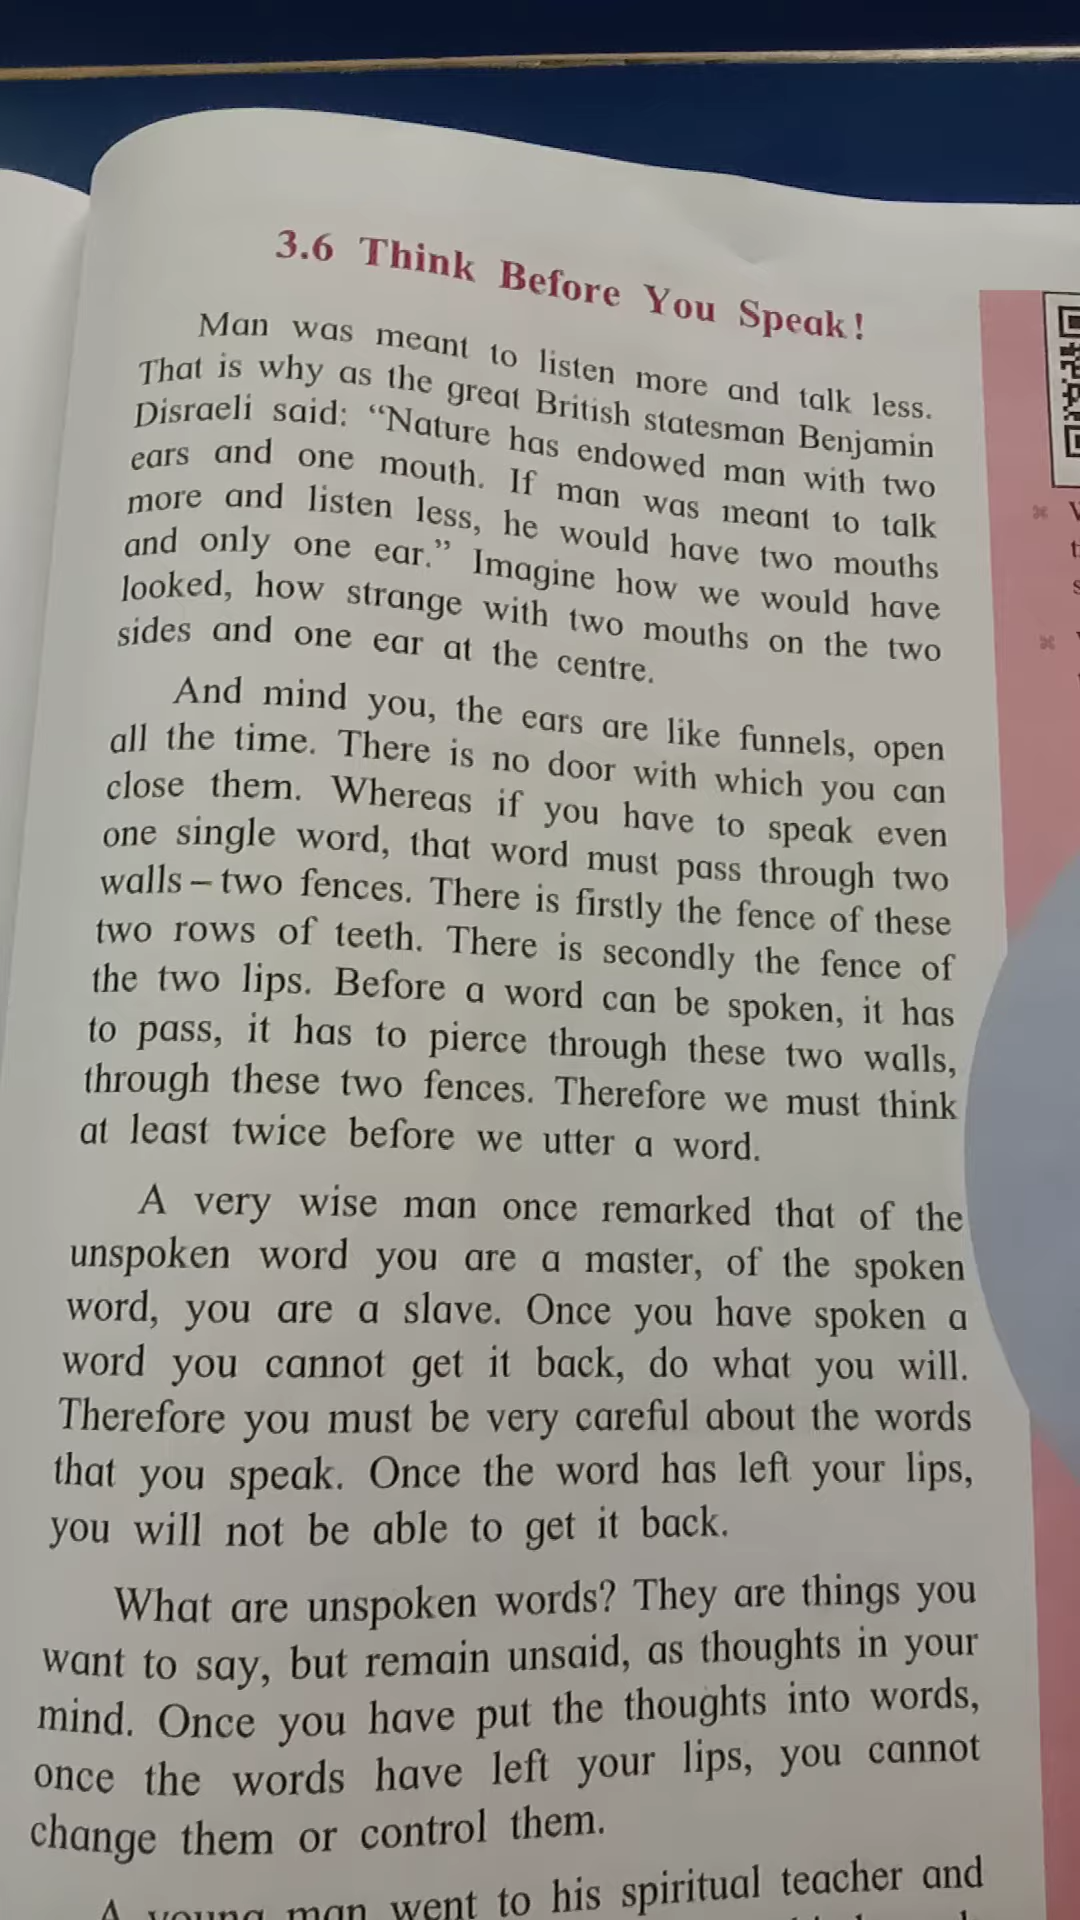 3.6 Think Before You Speak!
Man was meant to listen more and talk less.
That is why as the great British statesman Benjamin
Disraeli said: “Nature has endowed man with two
ears and one mouth. If man was meant to talk
more and listen less, he would have two mouths
and only one ear.” Imagine how we would have
looked, how strange with two mouths on the two
sides and one ear at the centre.
And mind you, the ears are like funnels, open
all the time. There is no door with which you can
close them. Whereas if you have to speak even
one single word, that word must pass through two
walls – two fences. There is firstly the fence of these
two rows of teeth. There is secondly the fence of
the two lips. Before a word can be spoken, it has
to pass, it has to pierce through these two walls,
through these two fences. Therefore we must think
at least twice before we utter a word.
A very wise man once remarked that of the
unspoken word you are a master, of the spoken
word, you are a slave. Once you have spoken a
word you cannot get it back, do what you will.
Therefore you must be very careful about the words
that you speak. Once the word has left your lips,
you will not be able to get it back.
What are unspoken words? They are things you
want to say, but remain unsaid, as thoughts in your
mind. Once you have put the thoughts into words,
once the words have left your lips, you cannot
change them or control them.
A young man went to his spiritual teacher and